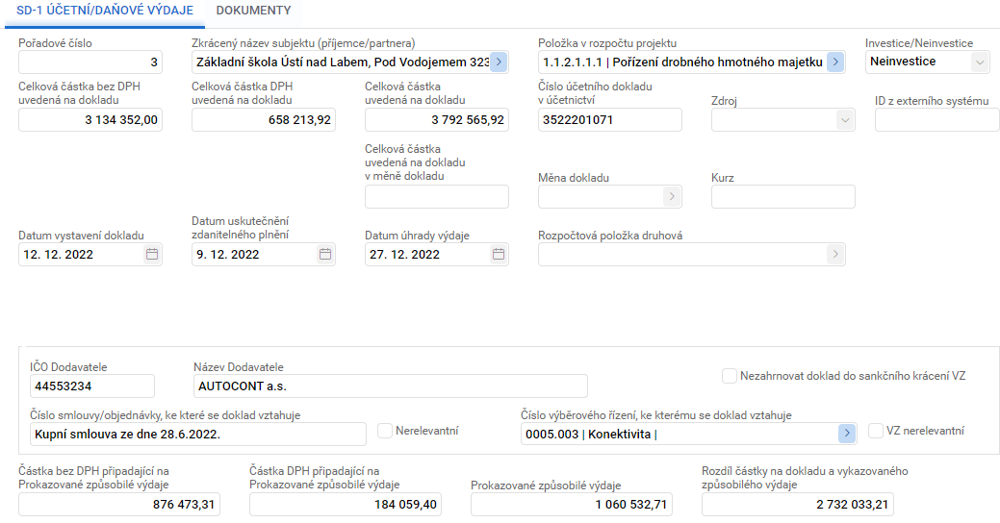 SD-1 ÚČETNÍ/DAŇOVÉ VÝDAJE DOKUMENTY
Pořadové číslo Zkrácený název subjektu (příjemce/partnera) Položka v rozpočtu projektu Investice/Neinvestice
3 Základní škola Ústí nad Labem, Pod Vodojemem 323 1.1.2.1.1.1 | Pořízení drobného hmotného majetku Neinvestice
Celková částka bez DPH Celková částka DPH Celková částka Číslo účetního dokladu
uvedená na dokladu uvedená na dokladu uvedená na dokladu v účetnictví Zdroj ID z externího systému
3 134 352,00 658 213,92 3 792 565,92 3522201071
Celková částka
uvedená na dokladu
v měně dokladu Měna dokladu Kurz
Datum uskutečnění
Datum vystavení dokladu zdanitelného plnění Datum úhrady výdaje Rozpočtová položka druhová
12. 12. 2022 9. 12. 2022 27. 12. 2022
IČO Dodavatele Název Dodavatele
44553234 AUTOCONT a.s. Nezahrnovat doklad do sankčního krácení VZ
Číslo smlouvy/objednávky, ke které se doklad vztahuje Číslo výběrového řízení, ke kterému se doklad vztahuje
Kupní smlouva ze dne 28.6.2022. Nerelevantní 0005.003 | Konektivita | VZ nerelevantní
Částka bez DPH připadající na Částka DPH připadající na Rozdíl částky na dokladu a vykazovaného
Prokazované způsobilé výdaje Prokazované způsobilé výdaje Prokazované způsobilé výdaje způsobilého výdaje
876 473,31 184 059,40 1 060 532,71 2 732 033,21